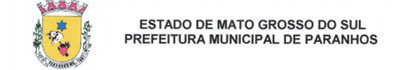 ESTADO DE MATO GROSSO DO SUL
PREFEITURA MUNICIPAL DE PARANHOS